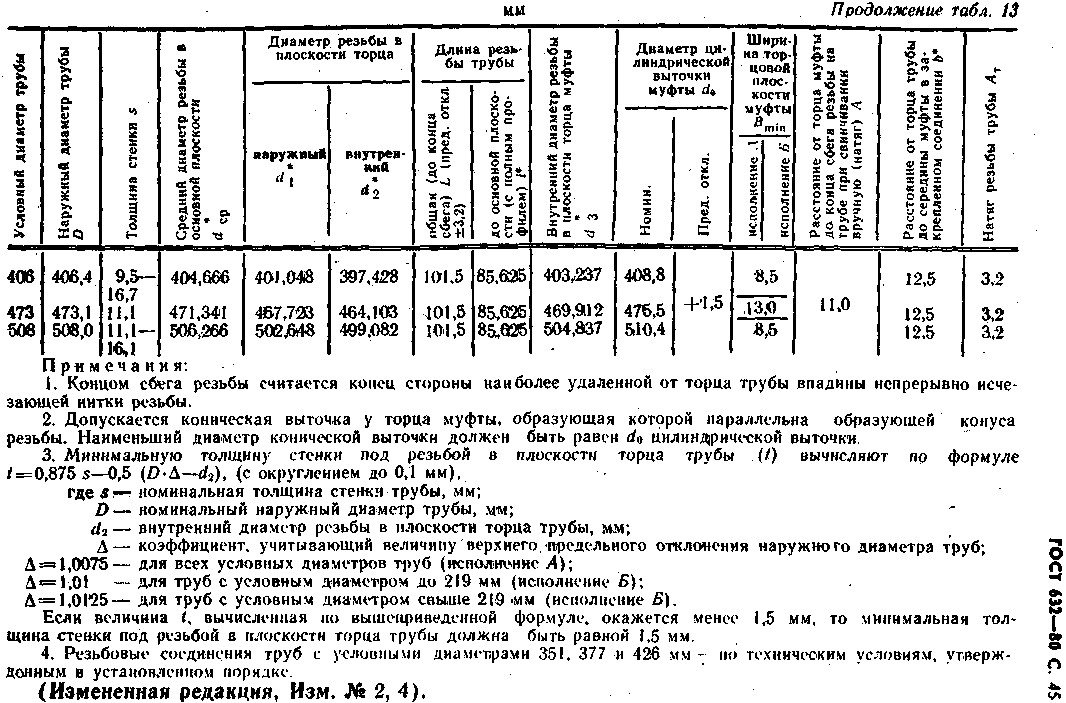 мм
Продолжение табл. 13
Условный диаметр трубы
Наружный диаметр трубы D
Толщина стенки s
Средний диаметр резьбы в основной плоскости d*ср
Диаметр резьбы в плоскости торца
наружный d*1
внутренний d*2
Длина резьбы трубы
общая (до конца сбега) L (пред. откл. ±3,2)
до основной плоскости (с полным профилем) l*
Внутренний диаметр резьбы в плоскости торца муфты d*3
Диаметр цилиндрической выточки муфты d₀
Номин.
Пред. откл.
Ширина торцовой плоскости муфты Bmin
исполнение А
исполнение Б
Расстояние от торца муфты до конца сбега резьбы на трубе при свинчивании вручную (натяг) А
Расстояние от торца трубы до середины муфты в закрепленном соединении b*
Натяг резьбы трубы Ат
406 406,4 9,5— 404,666 401,048 397,428 101,5 85,625 403,237 408,8 8,5 12,5 3,2
16,7
473 473,1 11,1 471,341 467,723 464,103 101,5 85,625 469,912 475,5 +1,5 13,0 11,0 12,5 3,2
508 508,0 11,1— 506,266 502,648 499,082 101,5 85,625 504,837 510,4 8,5 12,5 3,2
16,1
Примечания:
1. Концом сбега резьбы считается конец стороны наиболее удаленной от торца трубы впадины непрерывно исче-
зающей нитки резьбы.
2. Допускается коническая выточка у торца муфты, образующая которой параллельна образующей конуса
резьбы. Наименьший диаметр конической выточки должен быть равен d₀ цилиндрической выточки.
3. Минимальную толщину стенки под резьбой в плоскости торца трубы (t) вычисляют по формуле
t=0,875 s—0,5 (D·Δ—d₂), (с округлением до 0,1 мм),
где s — номинальная толщина стенки трубы, мм;
D — номинальный наружный диаметр трубы, мм;
d₂ — внутренний диаметр резьбы в плоскости торца трубы, мм;
Δ — коэффициент, учитывающий величину верхнего предельного отклонения наружного диаметра труб;
Δ=1,0075 — для всех условных диаметров труб (исполнение А);
Δ=1,01 — для труб с условным диаметром до 219 мм (исполнение Б);
Δ=1,0125 — для труб с условным диаметром свыше 219 мм (исполнение Б).
Если величина t, вычисленная по вышеприведенной формуле, окажется менее 1,5 мм, то минимальная тол-
щина стенки под резьбой в плоскости торца трубы должна быть равной 1,5 мм.
4. Резьбовые соединения труб с условными диаметрами 351, 377 и 426 мм — по техническим условиям, утверж-
денным в установленном порядке.
(Измененная редакция, Изм. № 2, 4).
ГОСТ 632—80 С. 45